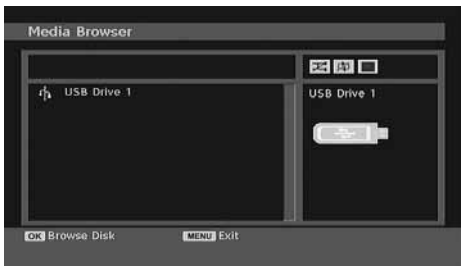 Media Browser
USB Drive 1
USB Drive 1
OK Browse Disk MENU Exit